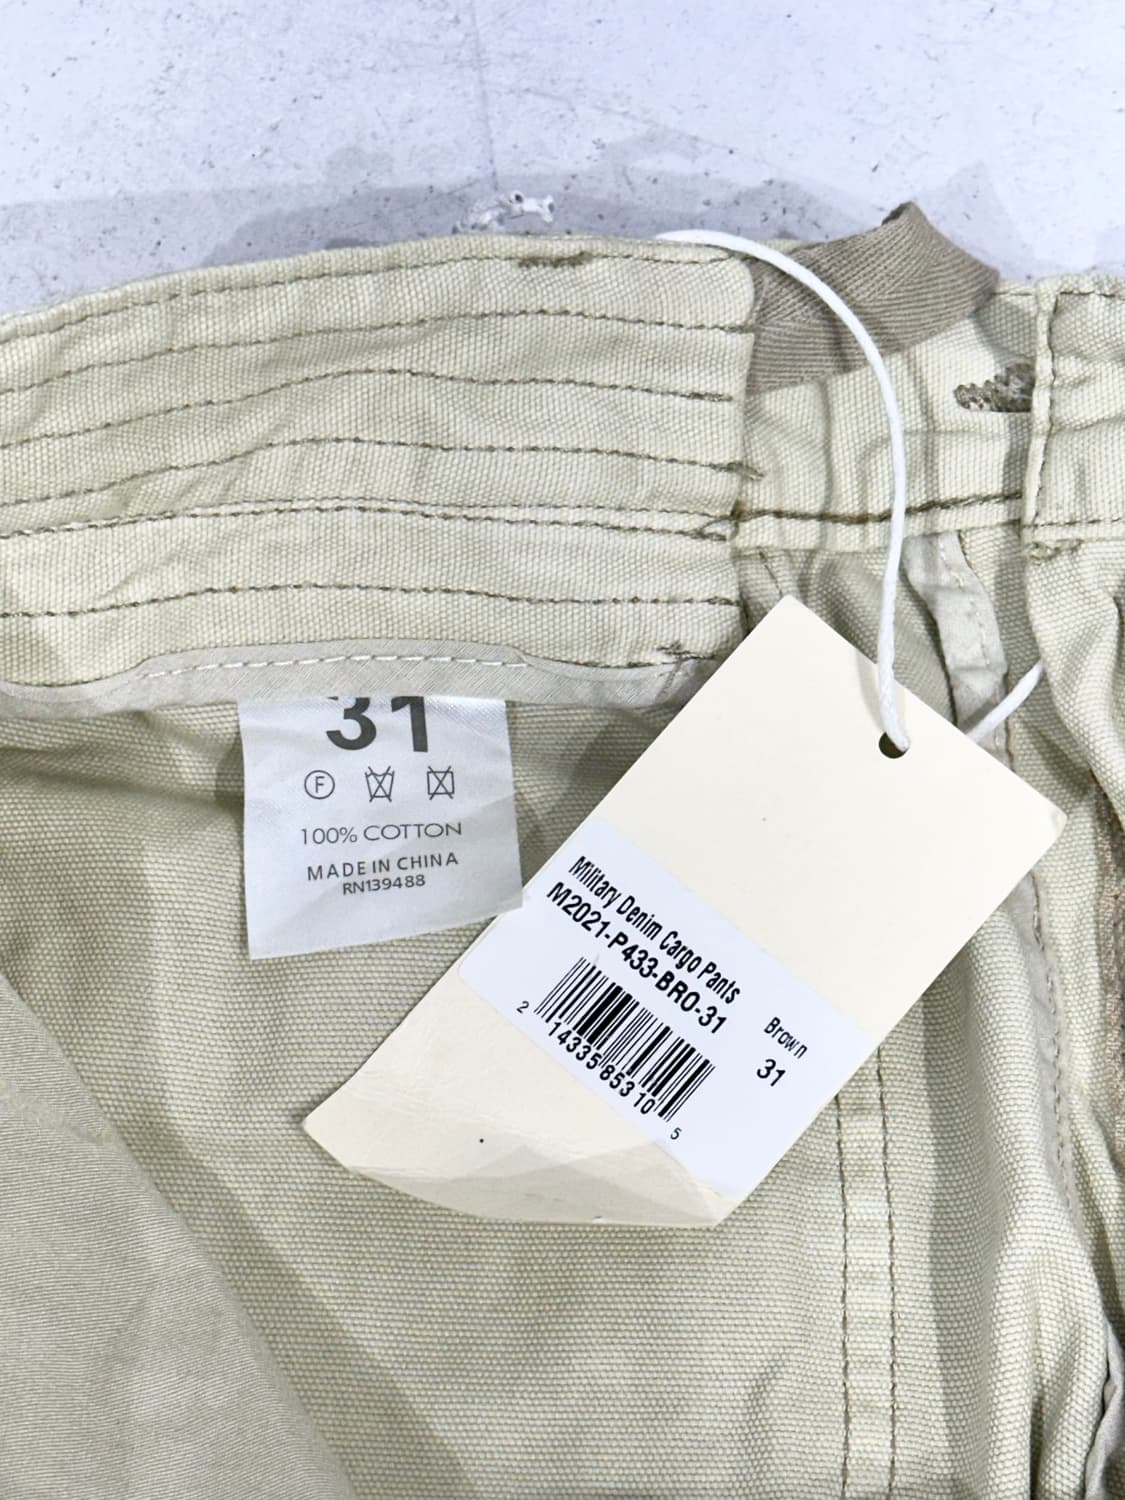 31
F
100% COTTON
MADE IN CHINA
RN139488
Military Denim Cargo Pants
M2021-P433-BRO-31
Brown
31
2 14335 85310 5